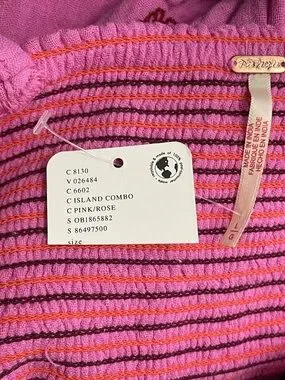 C 8130
V 026484
C 6602
C ISLAND COMBO
C PINK/ROSE
S OB1865882
S 86497500
size
MADE IN INDIA
FABRIQUÉ EN INDE
HECHO EN INDIA